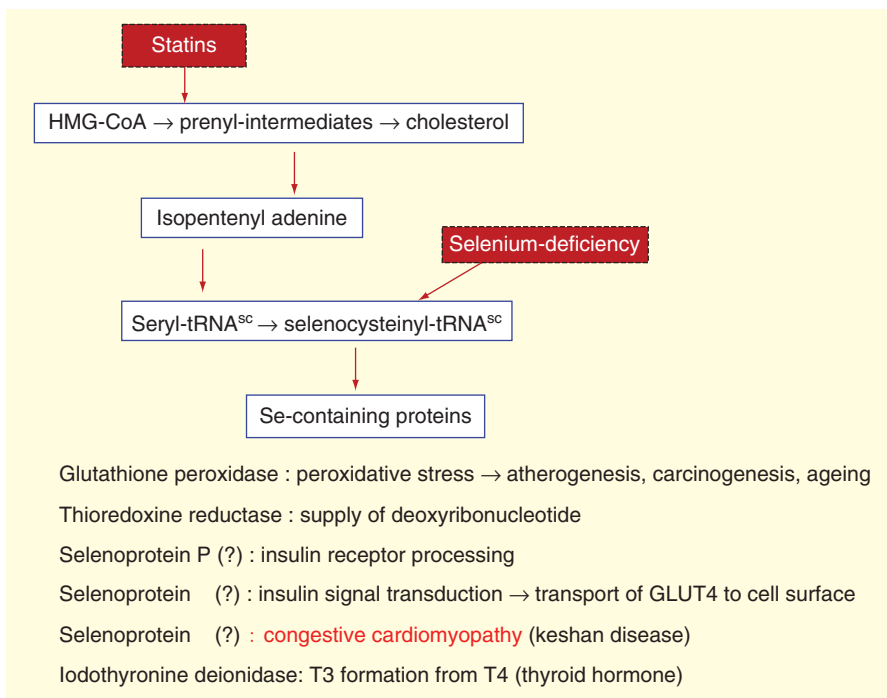 Statins
HMG-CoA → prenyl-intermediates → cholesterol
Isopentenyl adenine
Selenium-deficiency
Seryl-tRNAˢᶜ → selenocysteinyl-tRNAˢᶜ
Se-containing proteins
Glutathione peroxidase : peroxidative stress → atherogenesis, carcinogenesis, ageing
Thioredoxine reductase : supply of deoxyribonucleotide
Selenoprotein P (?) : insulin receptor processing
Selenoprotein (?) : insulin signal transduction → transport of GLUT4 to cell surface
Selenoprotein (?) : congestive cardiomyopathy (keshan disease)
Iodothyronine deionidase: T3 formation from T4 (thyroid hormone)